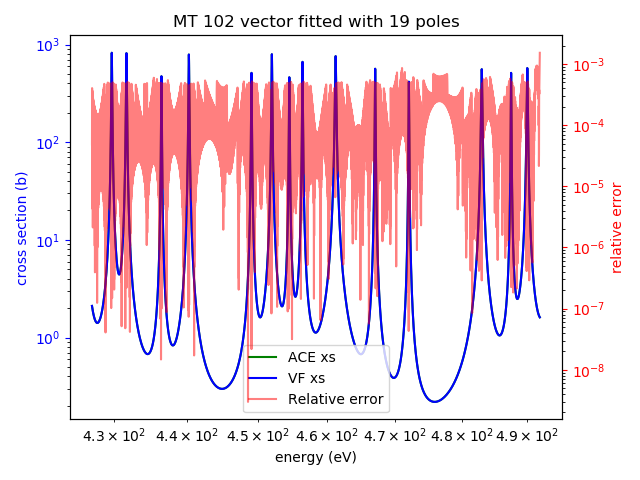 MT 102 vector fitted with 19 poles
10³
10²
10¹
10⁰
cross section (b)
10⁻³
10⁻⁴
10⁻⁵
10⁻⁶
10⁻⁷
10⁻⁸
relative error
ACE xs
VF xs
Relative error
4.3 × 10² 4.4 × 10² 4.5 × 10² 4.6 × 10² 4.7 × 10² 4.8 × 10² 4.9 × 10²
energy (eV)